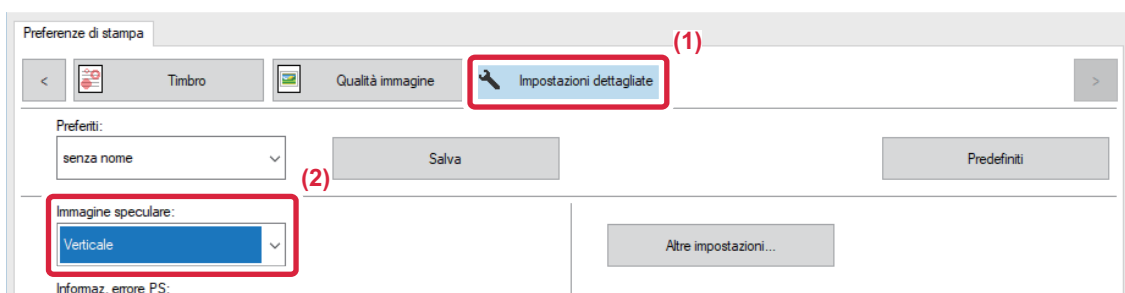 Preferenze di stampa
(1)
<
Timbro
Qualità immagine
Impostazioni dettagliate
>
Preferiti:
senza nome
Salva
Predefiniti
(2)
Immagine speculare:
Verticale
Altre impostazioni...
Informaz. errore PS: